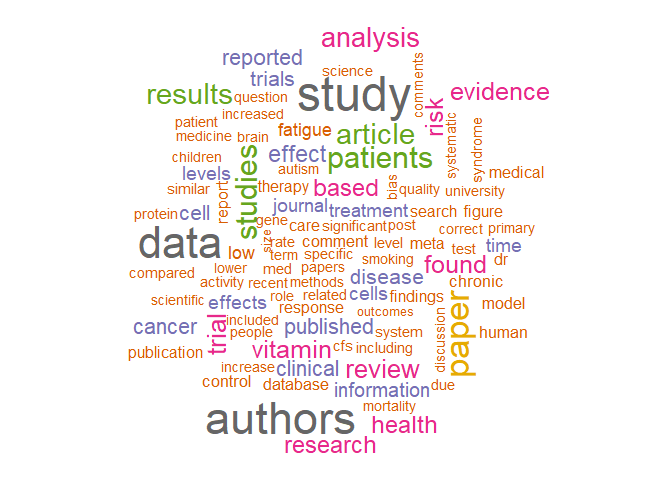 analysis
reported
comments
science
trials
study
evidence
results
question
risk
increased
patient
fatigue
article
systematic
syndrome
medicine
brain
studies
effect
patients
children
autism
levels
medical
similar
report
therapy
based
bias
quality
university
journal
treatment
search
figure
protein
cell
gene
care
significant
post
correct
primary
data
size
rate
comment
level
meta
test
time
low
term
specific
smoking
found
dr
compared
lower
med
papers
disease
chronic
activity
recent
methods
scientific
effects
role
related
cells
findings
paper
model
response
outcomes
cancer
trial
included
published
system
discussion
human
people
publication
vitamin
cfs
including
increase
clinical
review
control
database
information
due
authors
mortality
health
research